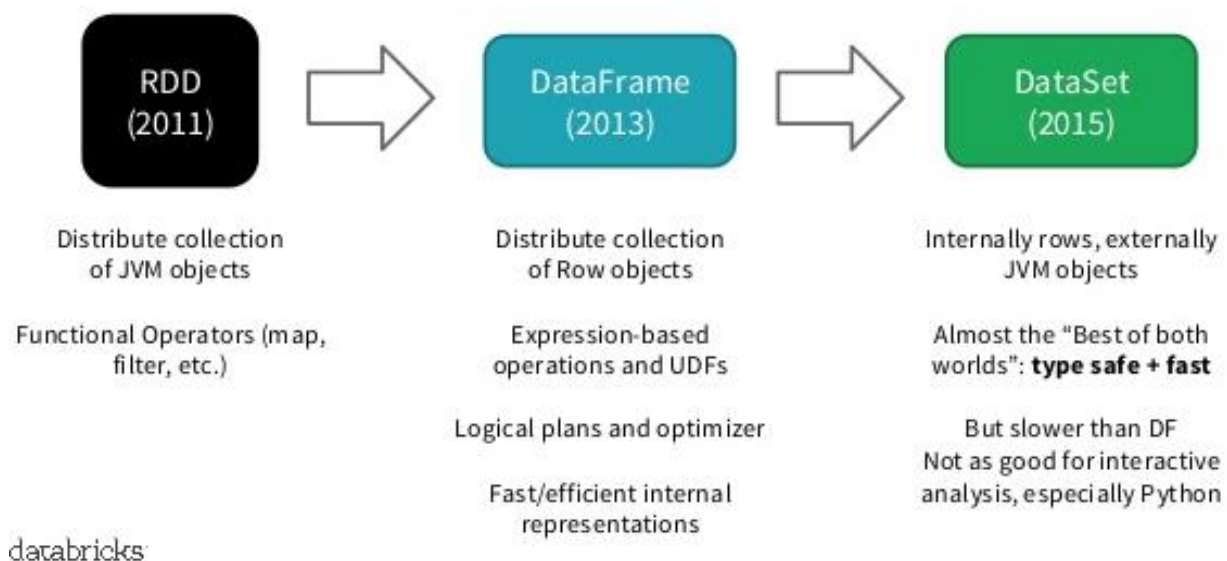 RDD
(2011)
DataFrame
(2013)
DataSet
(2015)
Distribute collection
of JVM objects
Functional Operators (map,
filter, etc.)
Distribute collection
of Row objects
Expression-based
operations and UDFs
Logical plans and optimizer
Fast/efficient internal
representations
Internally rows, externally
JVM objects
Almost the “Best of both
worlds”: type safe + fast
But slower than DF
Not as good for interactive
analysis, especially Python
databricks